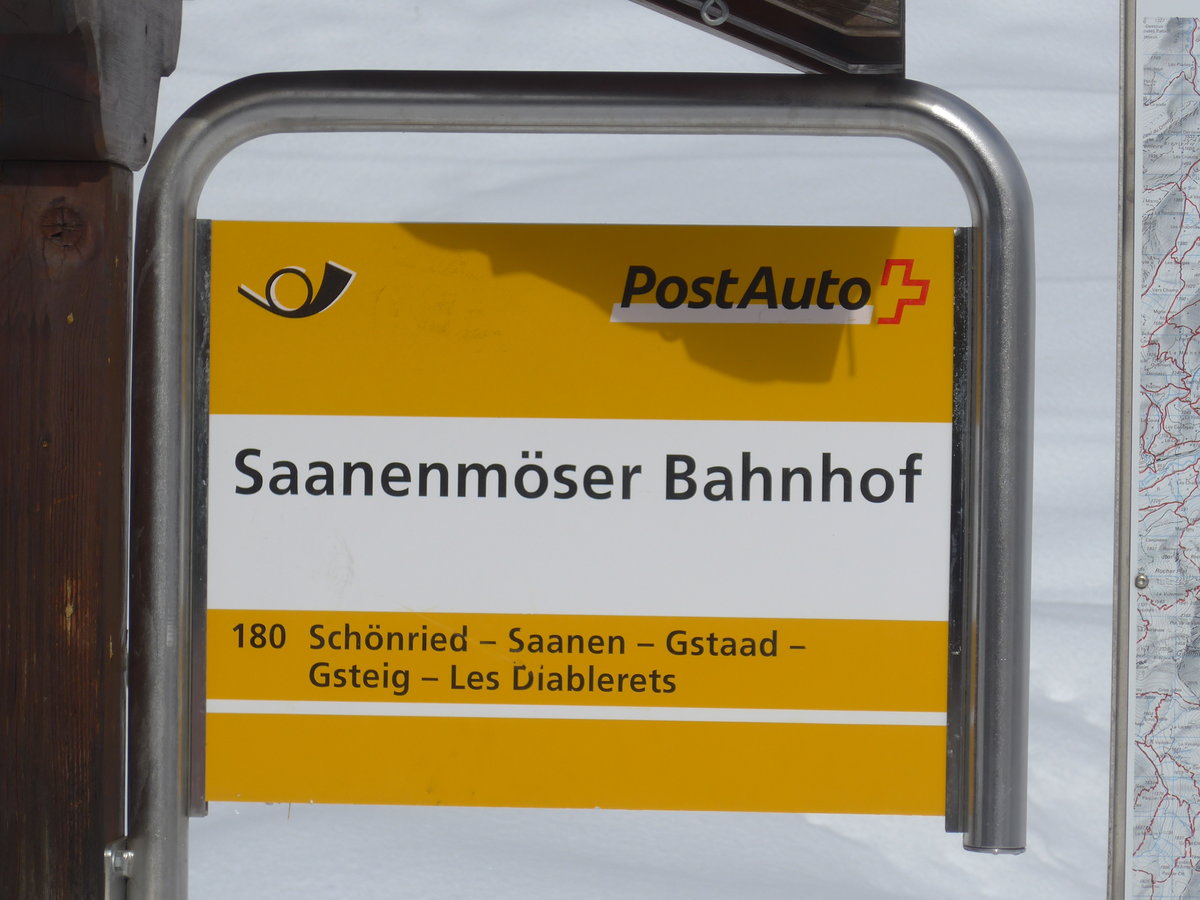 PostAuto
Saanenmöser Bahnhof
180 Schönried – Saanen – Gstaad –
Gsteig – Les Diablerets